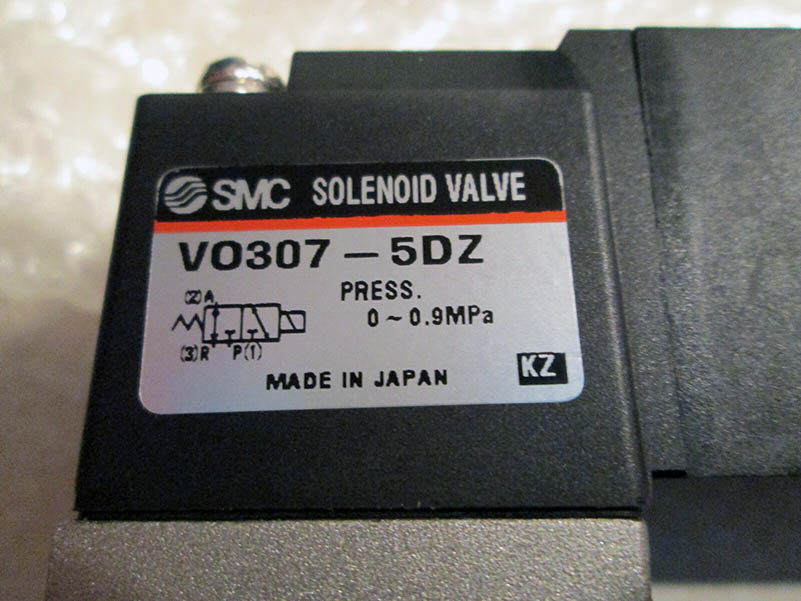 SMC SOLENOID VALVE
VO307-5DZ
(2)A
PRESS.
0~0.9MPa
(3)R P(1)
MADE IN JAPAN
KZ